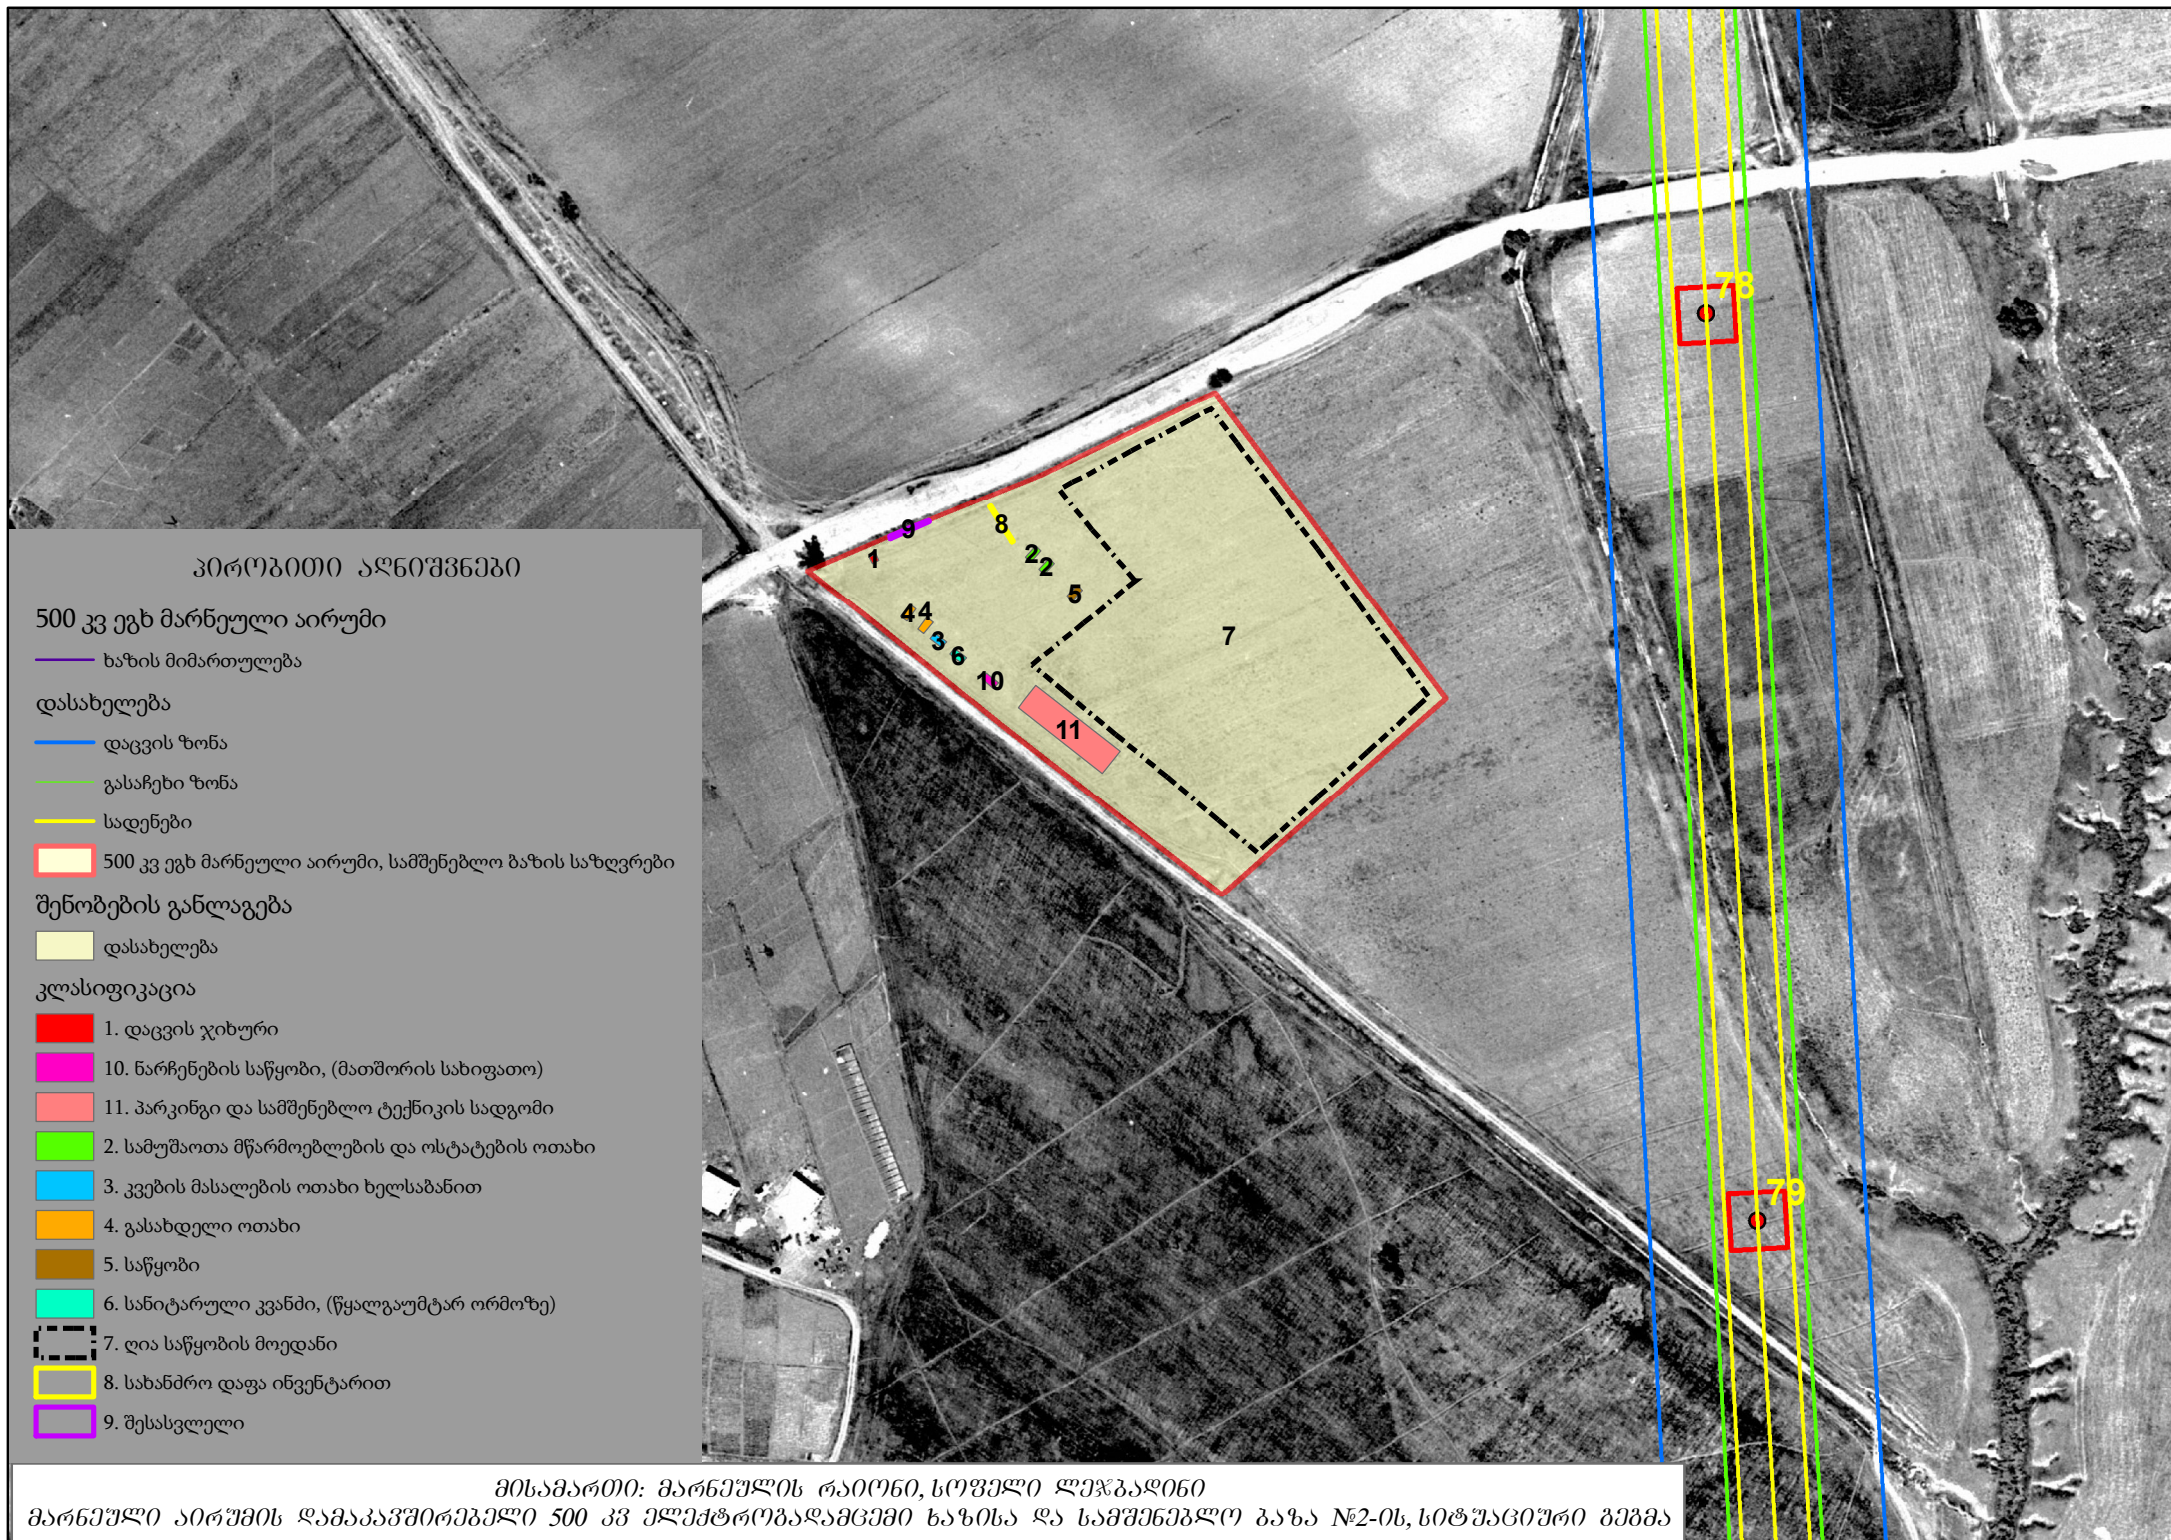 პირობითი აღნიშვნები
500 კვ ეგხ მარნეული აირუმი
ხაზის მიმართულება
დასახელება
დაცვის ზონა
გასაჩეხი ზონა
სადენები
500 კვ ეგხ მარნეული აირუმი, სამშენებლო ბაზის საზღვრები
შენობების განლაგება
დასახელება
კლასიფიკაცია
1. დაცვის ჯიხური
10. ნარჩენების საწყობი, (მათშორის სახიფათო)
11. პარკინგი და სამშენებლო ტექნიკის სადგომი
2. სამუშაოთა მწარმოებლების და ოსტატების ოთახი
3. კვების მასალების ოთახი ხელსაბანით
4. გასახდელი ოთახი
5. საწყობი
6. სანიტარული კვანძი, (წყალგაუმტარ ორმოზე)
7. ღია საწყობის მოედანი
8. სახანძრო დაფა ინვენტარით
9. შესასვლელი
78
9
8
1
2
2
5
4
4
3
6
7
10
11
79
მისამართი: მარნეულის რაიონი, სოფელი ლეჯბადინი
მარნეული აირუმის დამაკავშირებელი 500 კვ ელექტროგადამცემი ხაზისა და სამშენებლო ბაზა №2-ის, სიტუაციური გეგმა